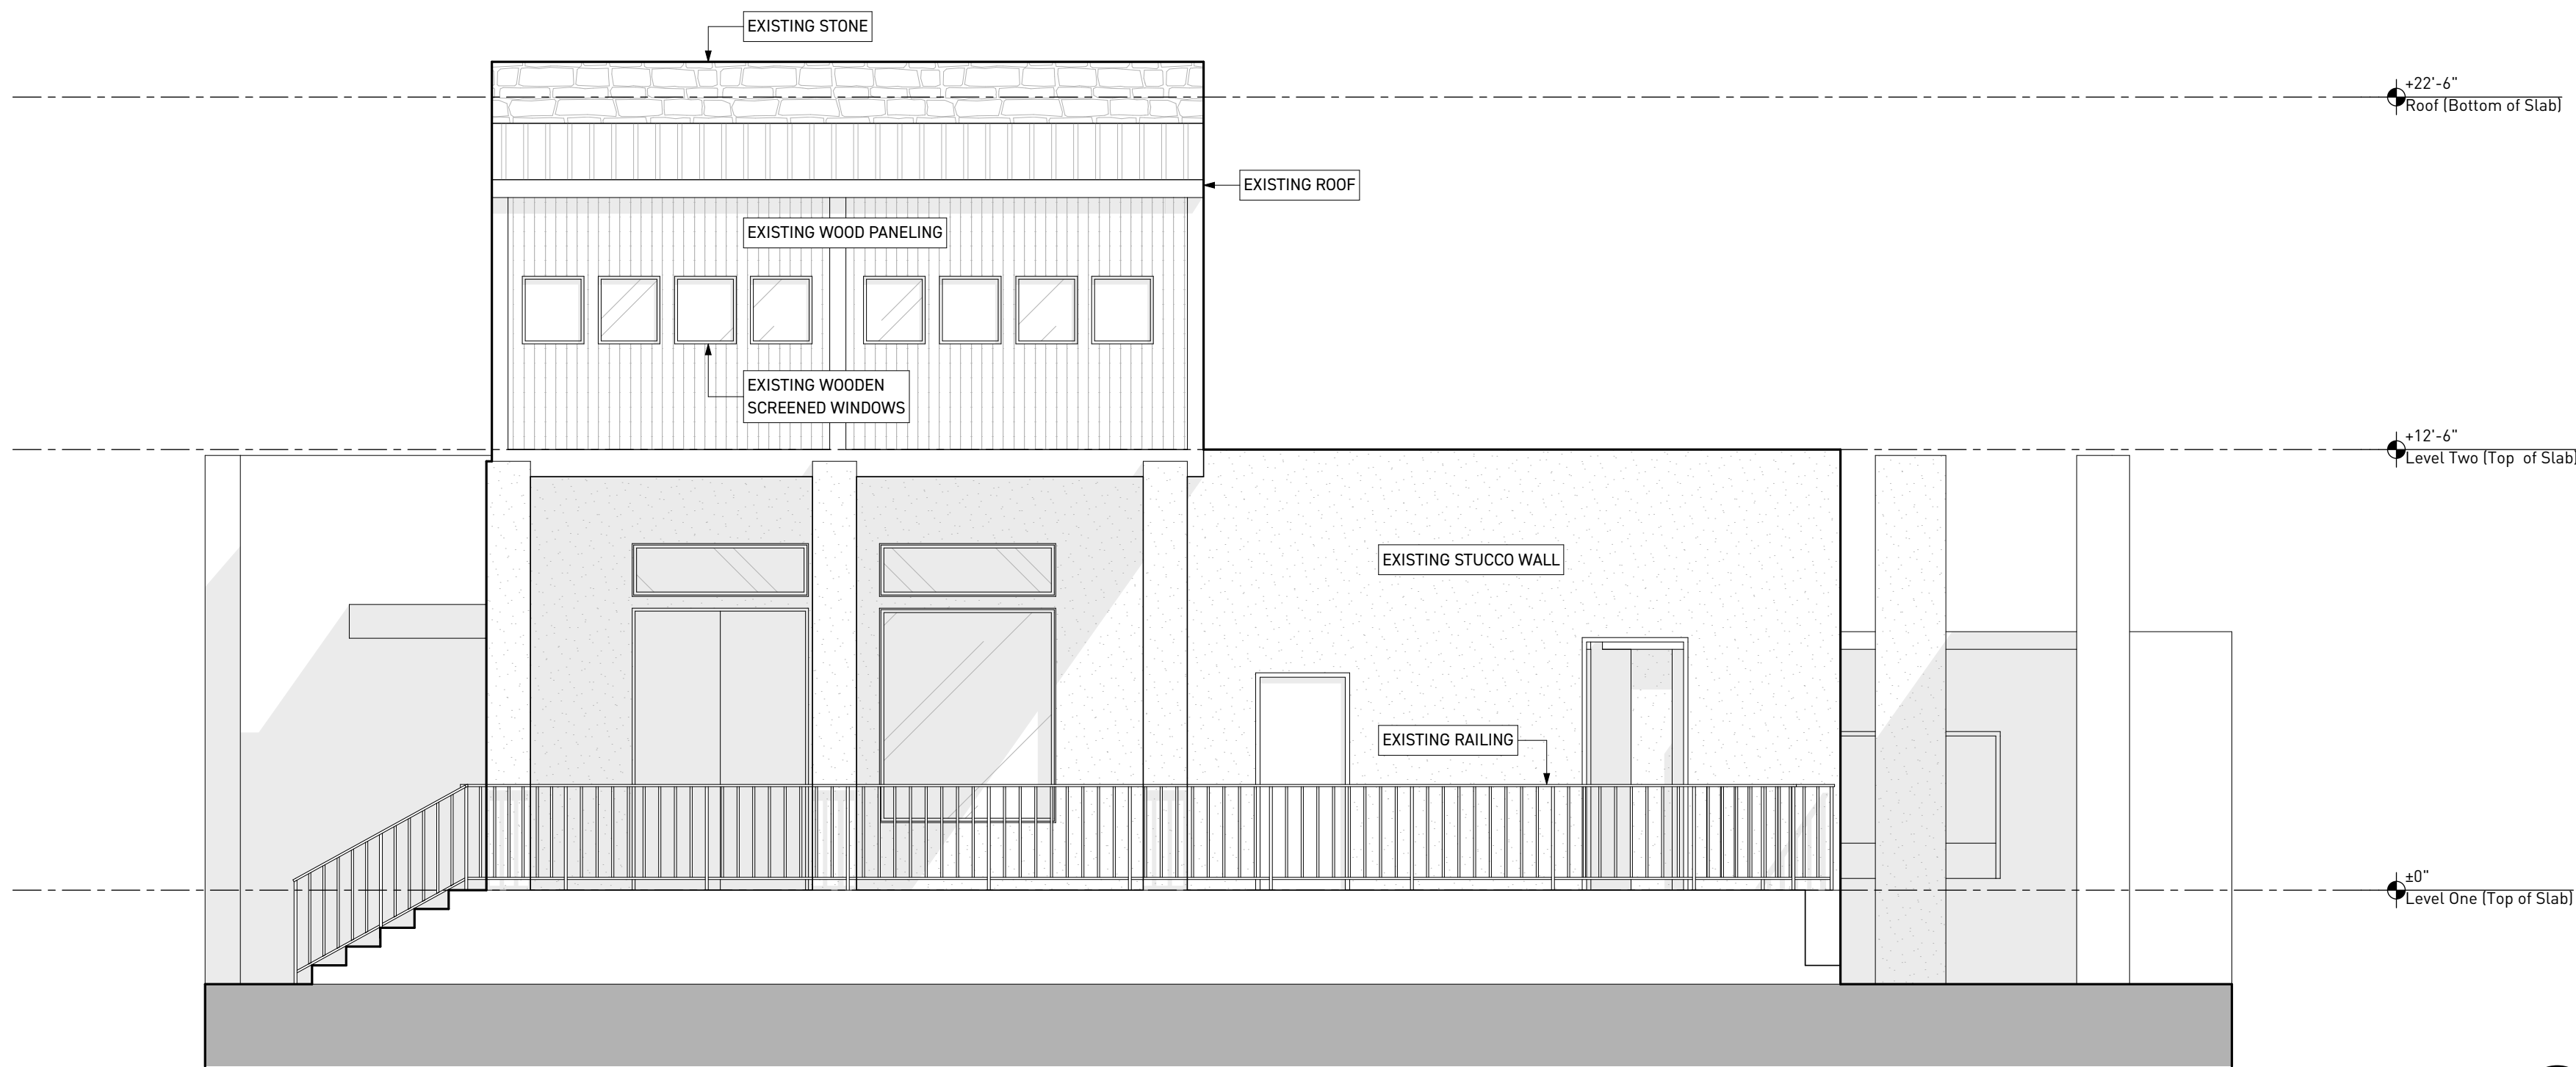 EXISTING STONE
+22'-6"
Roof (Bottom of Slab)
EXISTING ROOF
EXISTING WOOD PANELING
EXISTING WOODEN
SCREENED WINDOWS
+12'-6"
Level Two (Top of Slab)
EXISTING STUCCO WALL
EXISTING RAILING
±0"
Level One (Top of Slab)